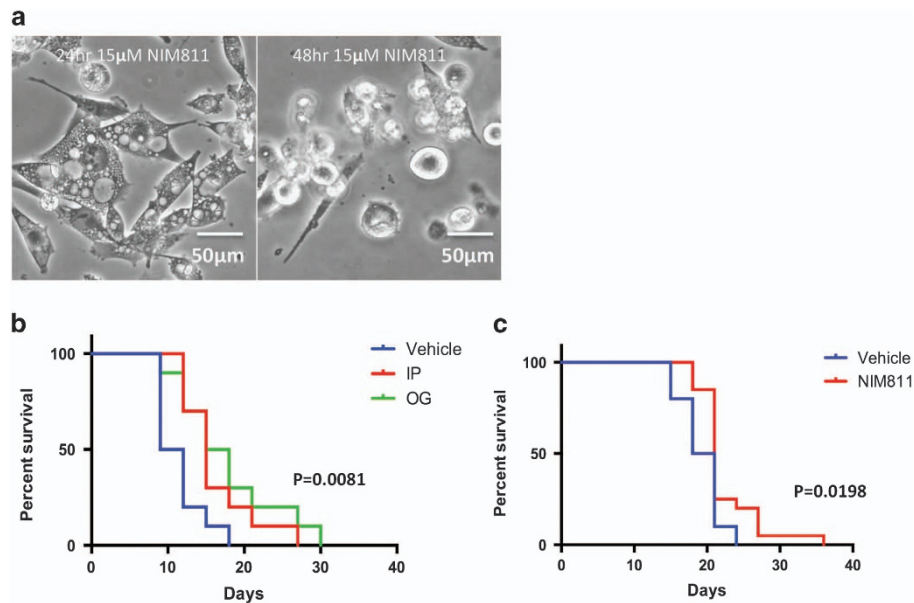 a
24hr 15μM NIM811
48hr 15μM NIM811
50μm
50μm
b
c
Vehicle
IP
OG
Vehicle
NIM811
100
50
0
Percent survival
P=0.0081
0 10 20 30 40
Days
100
50
0
Percent survival
P=0.0198
0 10 20 30 40
Days